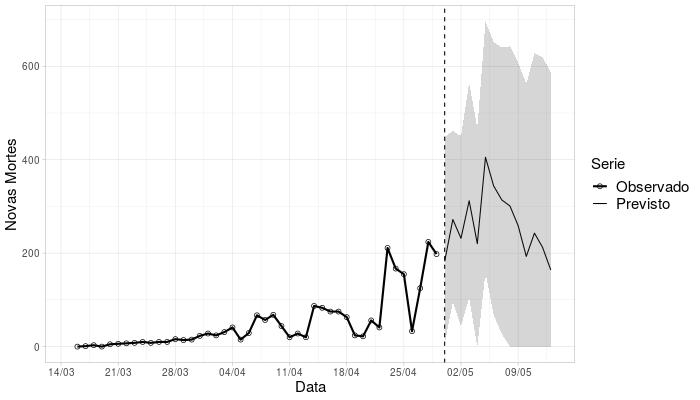 600
400
200
0
Novas Mortes
14/03 21/03 28/03 04/04 11/04 18/04 25/04 02/05 09/05
Data
Serie
Observado
Previsto